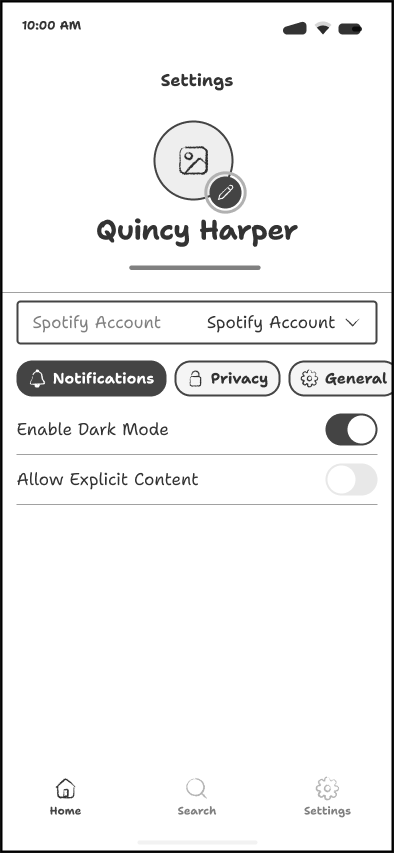 10:00 AM
Settings
Quincy Harper
Spotify Account Spotify Account
Notifications Privacy General
Enable Dark Mode
Allow Explicit Content
Home Search Settings